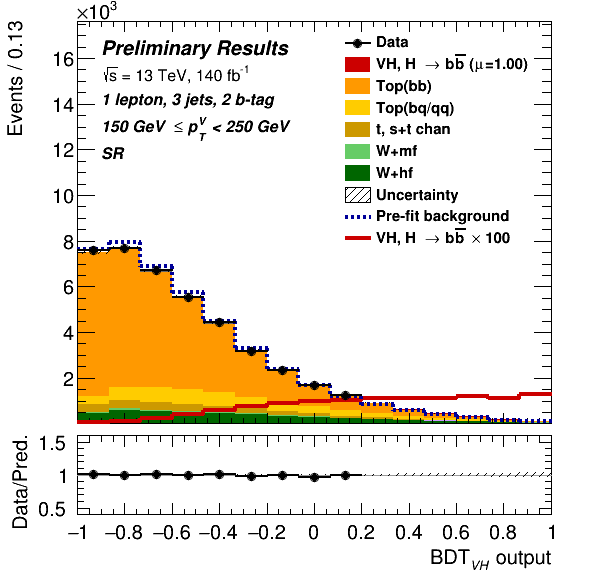 ×10³
Events / 0.13
16
14
12
10
8
6
4
2
Preliminary Results
√s = 13 TeV, 140 fb⁻¹
1 lepton, 3 jets, 2 b-tag
150 GeV ≤ p_T^V < 250 GeV
SR
Data
VH, H → bb̅ (μ=1.00)
Top(bb)
Top(bq/qq)
t, s+t chan
W+mf
W+hf
Uncertainty
Pre-fit background
VH, H → bb̅ × 100
Data/Pred.
1.5
1
0.5
−1 −0.8 −0.6 −0.4 −0.2 0 0.2 0.4 0.6 0.8 1
BDT_VH output